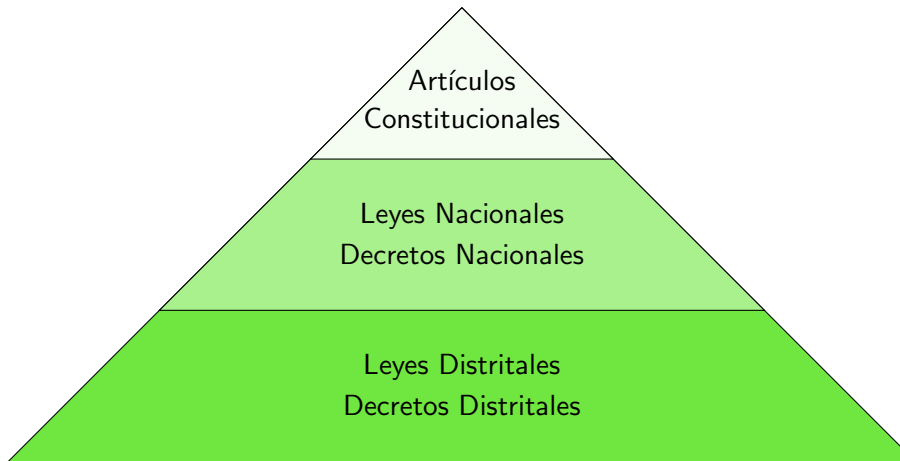 Artículos
Constitucionales
Leyes Nacionales
Decretos Nacionales
Leyes Distritales
Decretos Distritales